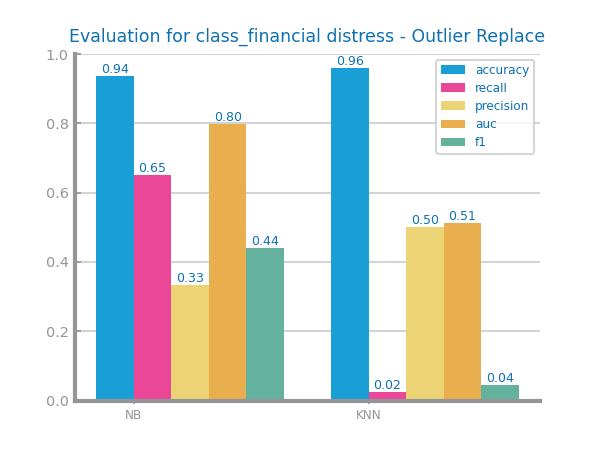 Evaluation for class_financial distress - Outlier Replace
1.0
0.8
0.6
0.4
0.2
0.0
0.94
0.65
0.33
0.80
0.44
0.96
0.02
0.50
0.51
0.04
accuracy
recall
precision
auc
f1
NB
KNN